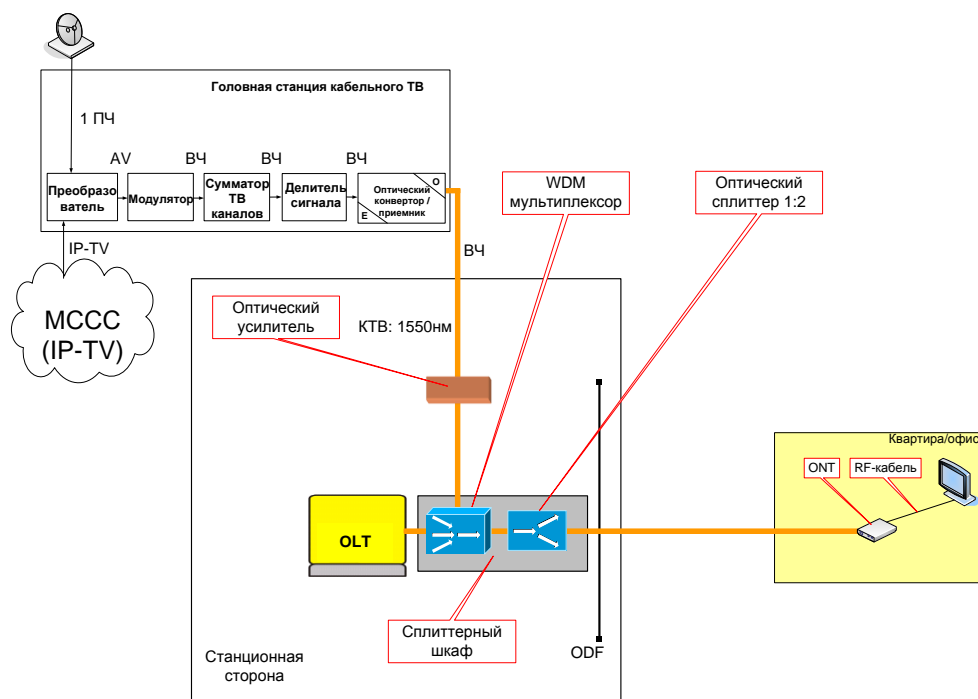 Головная станция кабельного ТВ
1 ПЧ
AV
ВЧ
ВЧ
ВЧ
Преобразо
ватель
Модулятор
Сумматор
ТВ
каналов
Делитель
сигнала
O
Оптический
конвертор /
приемник
E
WDM
мультиплексор
Оптический
сплиттер 1:2
IP-TV
ВЧ
МССС
(IP-TV)
Оптический
усилитель
КТВ: 1550нм
Квартира/офис
ONT
RF-кабель
OLT
Сплиттерный
шкаф
ODF
Станционная
сторона